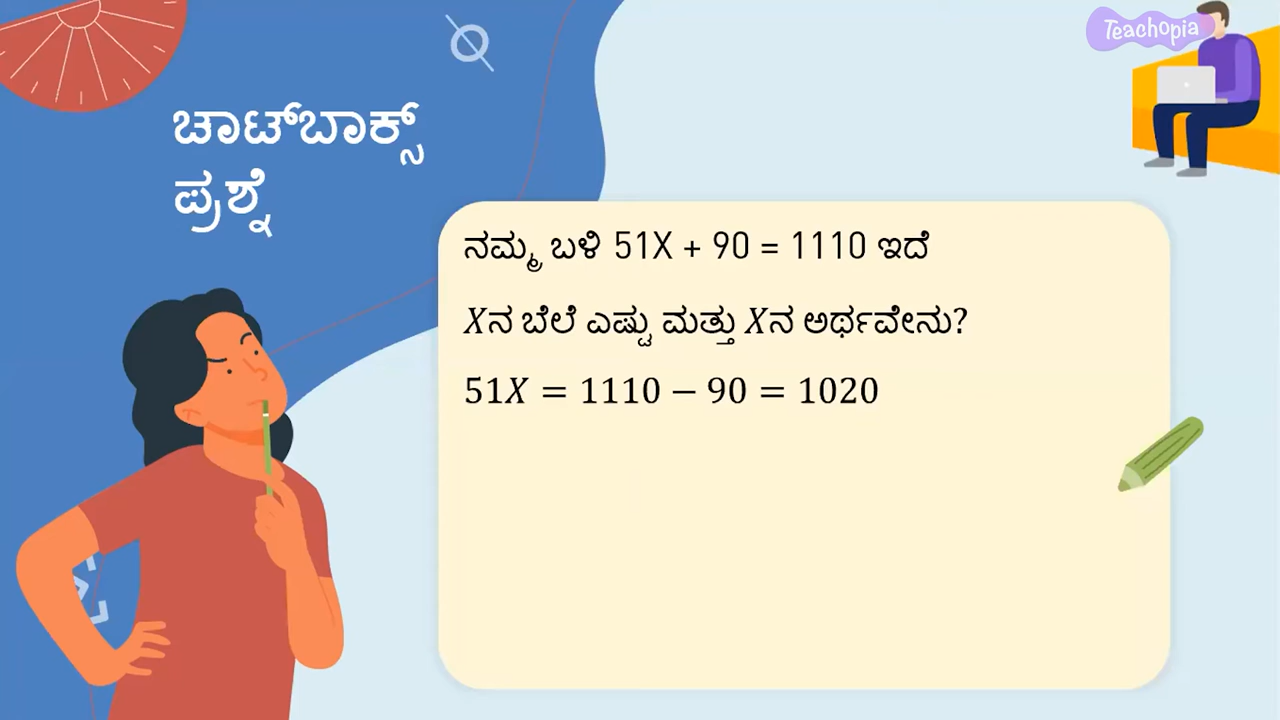 Teachopia
ಚಾಟ್‌ಬಾಕ್ಸ್
ಪ್ರಶ್ನೆ
ನಮ್ಮ ಬಳಿ 51X + 90 = 1110 ಇದೆ
Xನ ಬೆಲೆ ಎಷ್ಟು ಮತ್ತು Xನ ಅರ್ಥವೇನು?
51X = 1110 − 90 = 1020